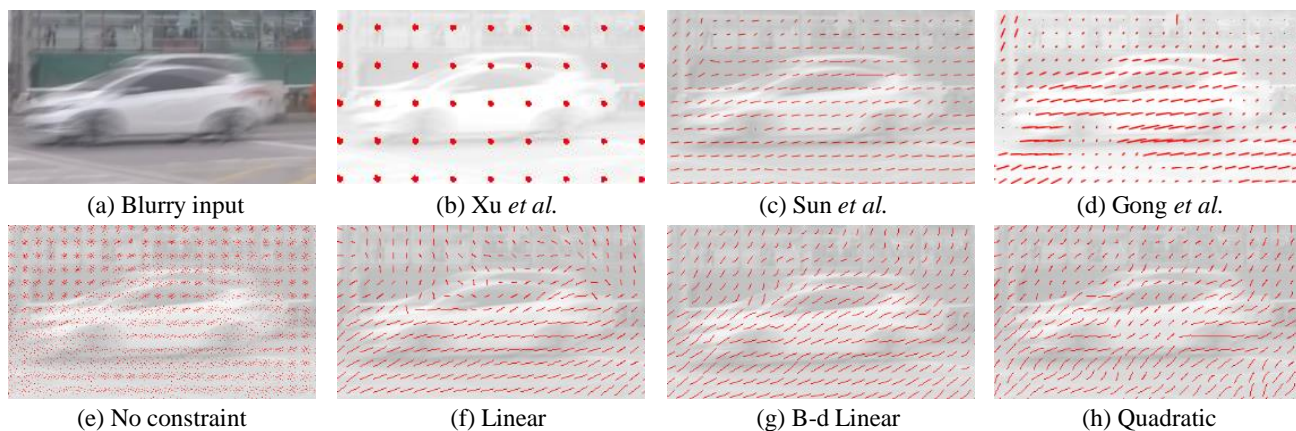 (a) Blurry input
(b) Xu et al.
(c) Sun et al.
(d) Gong et al.
(e) No constraint
(f) Linear
(g) B-d Linear
(h) Quadratic